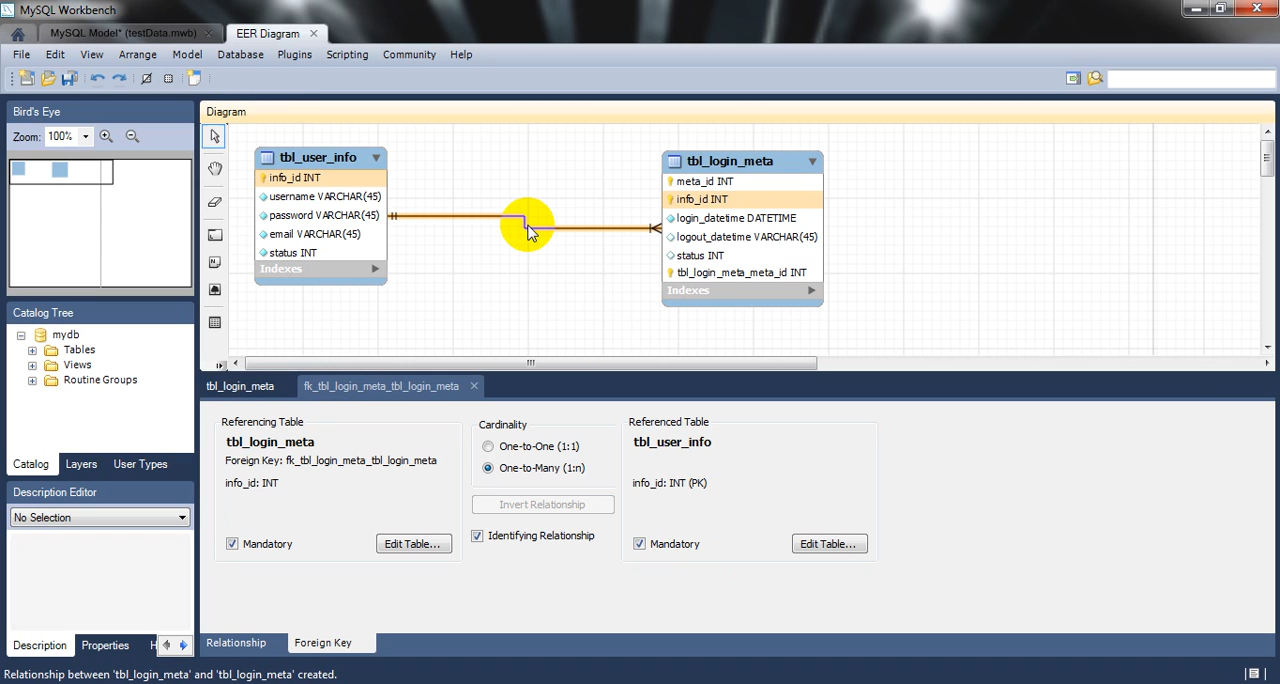 MySQL Workbench
MySQL Model* (testData.mwb)
EER Diagram
File Edit View Arrange Model Database Plugins Scripting Community Help
Bird's Eye
Zoom: 100%
Diagram
tbl_user_info
info_id INT
username VARCHAR(45)
password VARCHAR(45)
email VARCHAR(45)
status INT
Indexes
tbl_login_meta
meta_id INT
info_id INT
login_datetime DATETIME
logout_datetime VARCHAR(45)
status INT
tbl_login_meta_meta_id INT
Indexes
Catalog Tree
mydb
Tables
Views
Routine Groups
Catalog Layers User Types
Description Editor
No Selection
Description Properties H
tbl_login_meta fk_tbl_login_meta_tbl_login_meta
Referencing Table
tbl_login_meta
Foreign Key: fk_tbl_login_meta_tbl_login_meta
info_id: INT
Mandatory
Edit Table...
Cardinality
One-to-One (1:1)
One-to-Many (1:n)
Invert Relationship
Identifying Relationship
Referenced Table
tbl_user_info
info_id: INT (PK)
Mandatory
Edit Table...
Relationship Foreign Key
Relationship between 'tbl_login_meta' and 'tbl_login_meta' created.